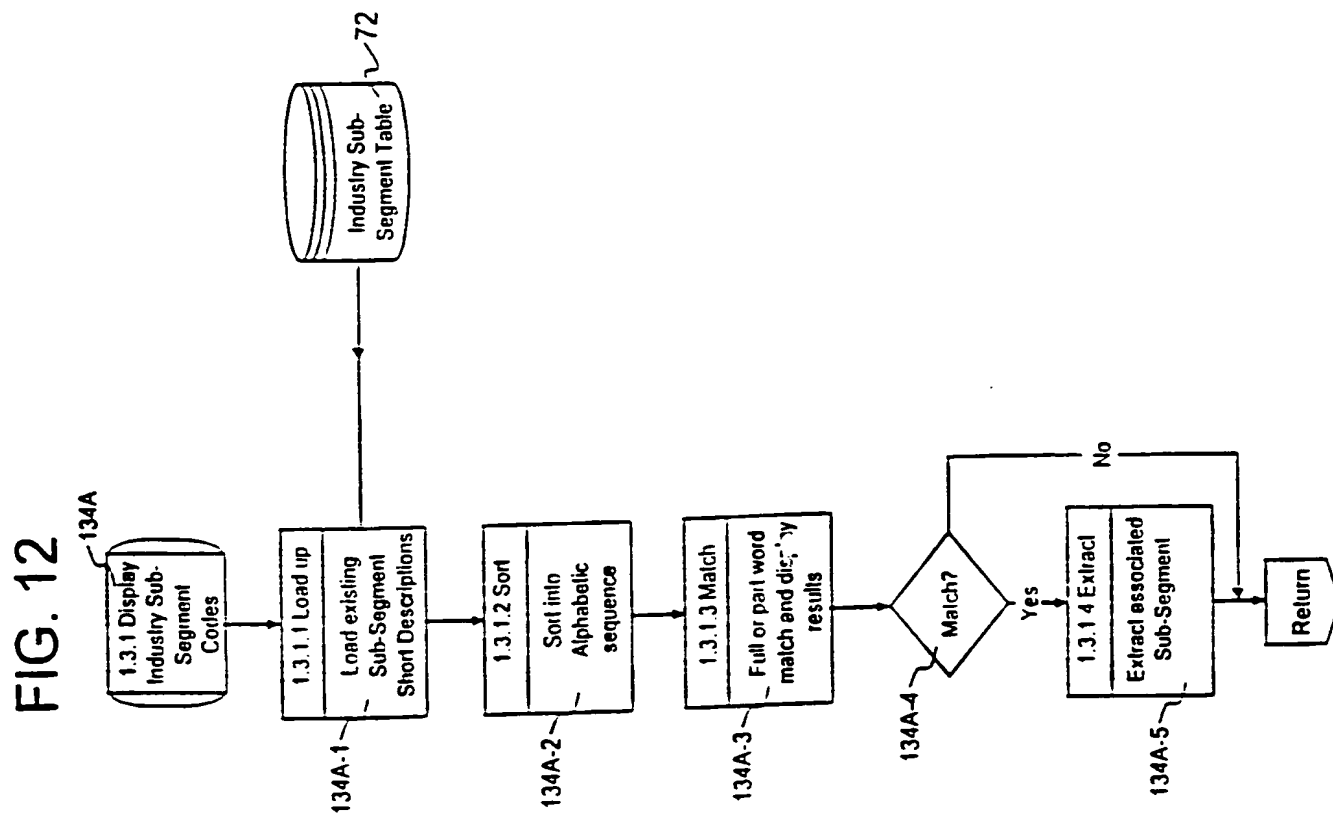 FIG. 12
134A
1.3.1 Display
Industry Sub-
Segment
Codes
72
Industry Sub-
Segment Table
134A-1
1.3.1.1 Load up
Load existing
Sub-Segment
Short Descriptions
134A-2
1.3.1.2 Sort
Sort into
Alphabetic
sequence
134A-3
1.3.1.3 Match
Full or part word
match and display
results
134A-4
Match?
No
Yes
134A-5
1.3.1 4 Extract
Extract associated
Sub-Segment
Return